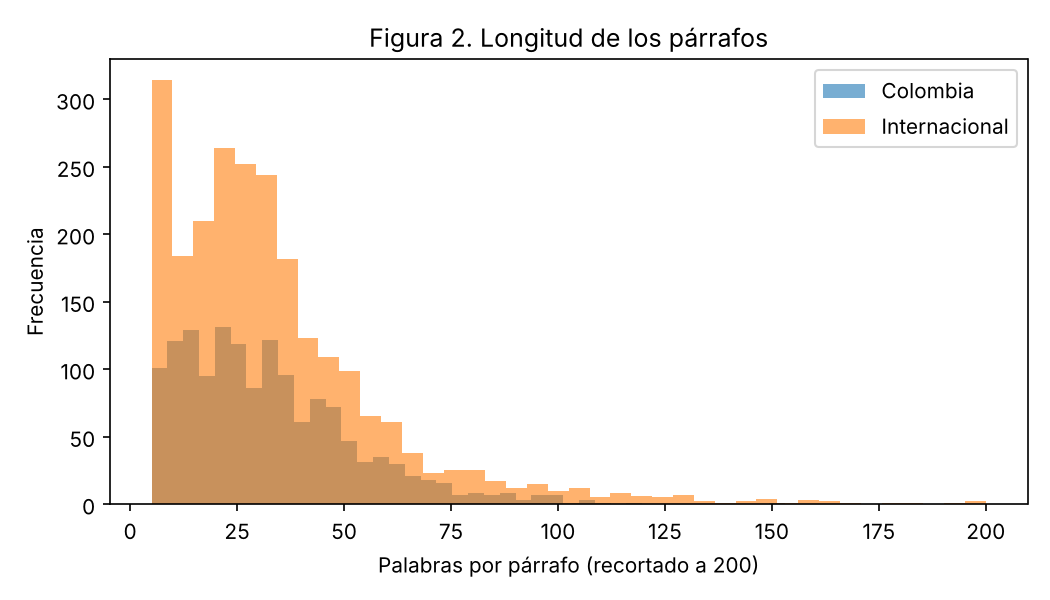 Figura 2. Longitud de los párrafos
Colombia
Internacional
Frecuencia
300
250
200
150
100
50
0
0 25 50 75 100 125 150 175 200
Palabras por párrafo (recortado a 200)